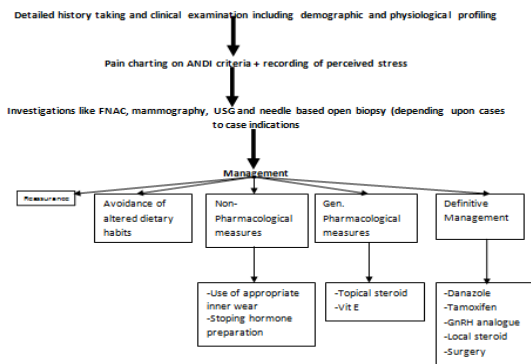 Detailed history taking and clinical examination including demographic and physiological profiling
Pain charting on ANDI criteria + recording of perceived stress
Investigations like FNAC, mammography, USG and needle based open biopsy (depending upon cases
to case indications
Management
Reassurance
Avoidance of
altered dietary
habits
Non-
Pharmacological
measures
Gen.
Pharmacological
measures
Definitive
Management
-Use of appropriate
inner wear
-Stoping hormone
preparation
-Topical steroid
-Vit E
-Danazole
-Tamoxifen
-GnRH analogue
-Local steroid
-Surgery